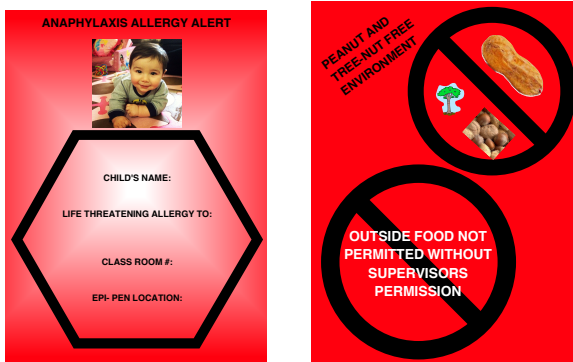 ANAPHYLAXIS ALLERGY ALERT
CHILD'S NAME:
LIFE THREATENING ALLERGY TO:
CLASS ROOM #:
EPI- PEN LOCATION:
PEANUT AND
TREE-NUT FREE
ENVIRONMENT
OUTSIDE FOOD NOT
PERMITTED WITHOUT
SUPERVISORS
PERMISSION